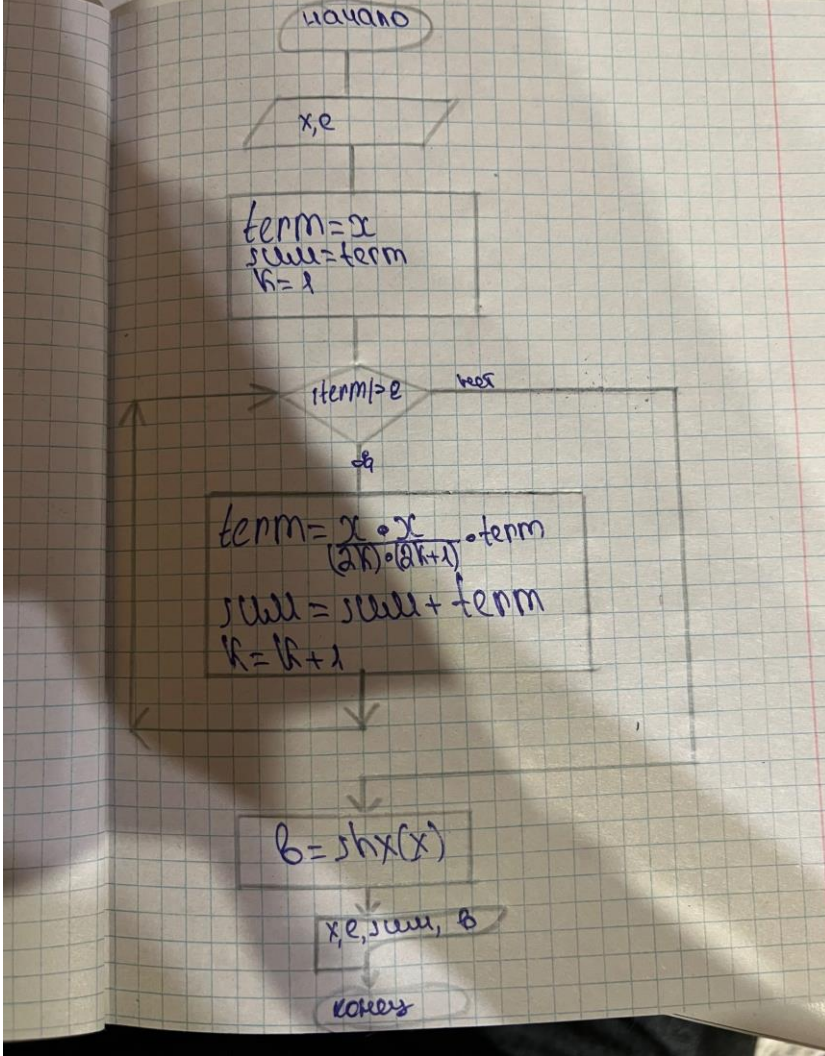 начало
x,e
term=x
sum=term
k=1
|term|>e
нет
да
term= x•x/(2k)•(2k+1) •term
sum=sum+term
k=k+1
b=shx(x)
x,e,sum, b
конец